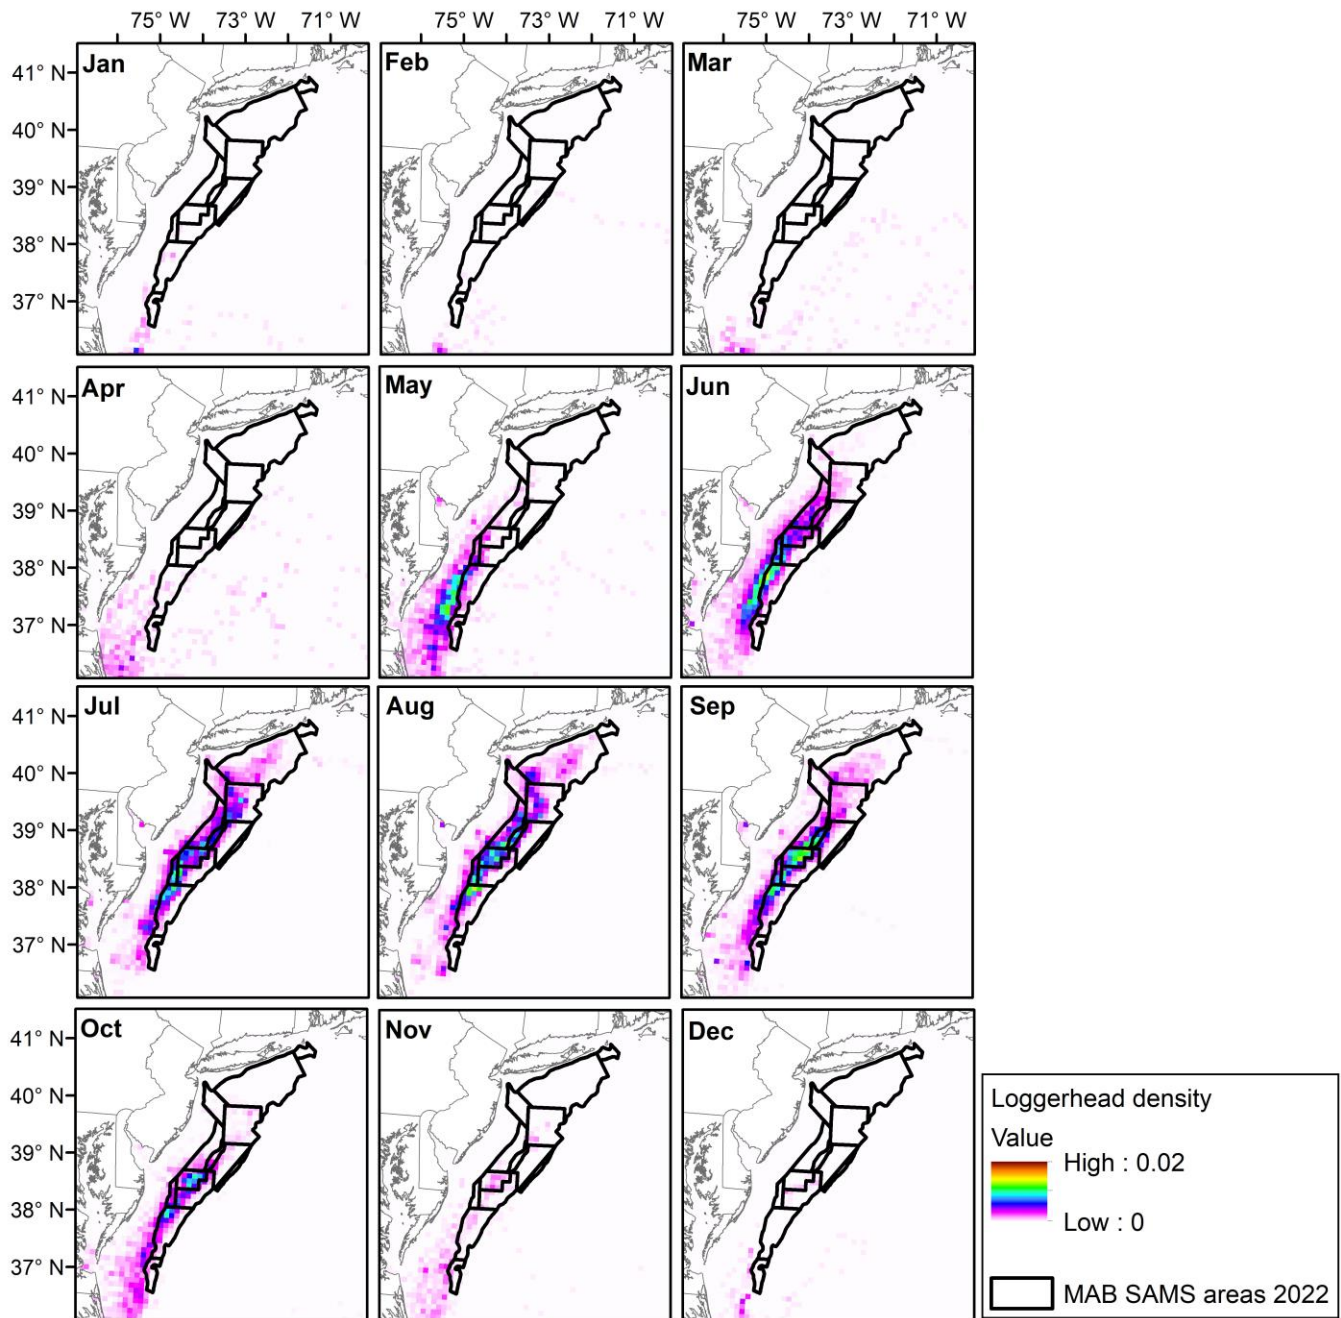 75° W 73° W 71° W 75° W 73° W 71° W 75° W 73° W 71° W
Jan Feb Mar
41° N
40° N
39° N
38° N
37° N
Apr May Jun
41° N
40° N
39° N
38° N
37° N
Jul Aug Sep
41° N
40° N
39° N
38° N
37° N
Oct Nov Dec
41° N
40° N
39° N
38° N
37° N
Loggerhead density
Value
High : 0.02
Low : 0
MAB SAMS areas 2022